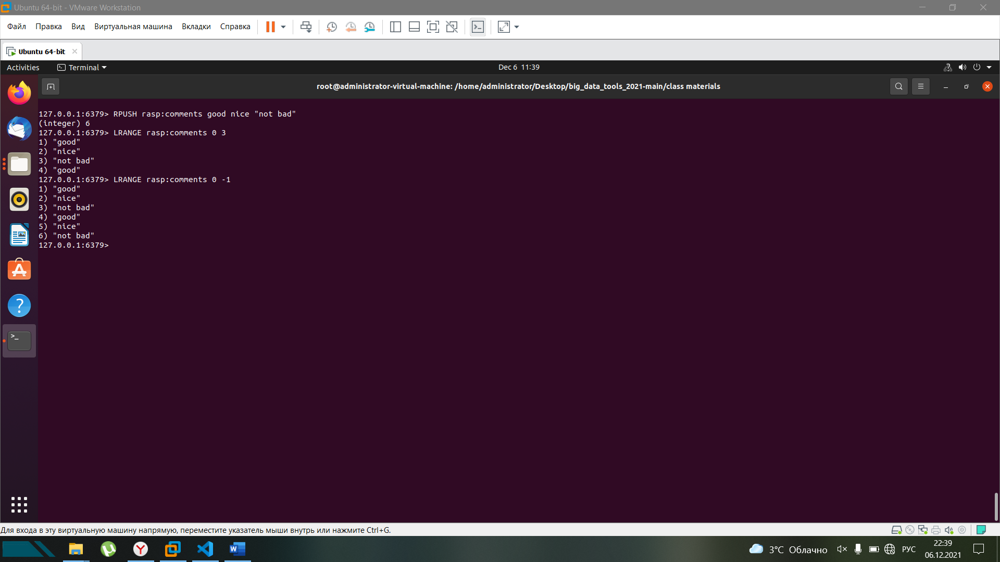 Ubuntu 64-bit - VMware Workstation
Файл Правка Вид Виртуальная машина Вкладки Справка
Ubuntu 64-bit
Activities Terminal Dec 6 11:39
root@administrator-virtual-machine: /home/administrator/Desktop/big_data_tools_2021-main/class materials
127.0.0.1:6379> RPUSH rasp:comments good nice "not bad"
(integer) 6
127.0.0.1:6379> LRANGE rasp:comments 0 3
1) "good"
2) "nice"
3) "not bad"
4) "good"
127.0.0.1:6379> LRANGE rasp:comments 0 -1
1) "good"
2) "nice"
3) "not bad"
4) "good"
5) "nice"
6) "not bad"
127.0.0.1:6379>
Для входа в эту виртуальную машину напрямую, переместите указатель мыши внутрь или нажмите Ctrl+G.
3°C Облачно РУС 22:39
06.12.2021